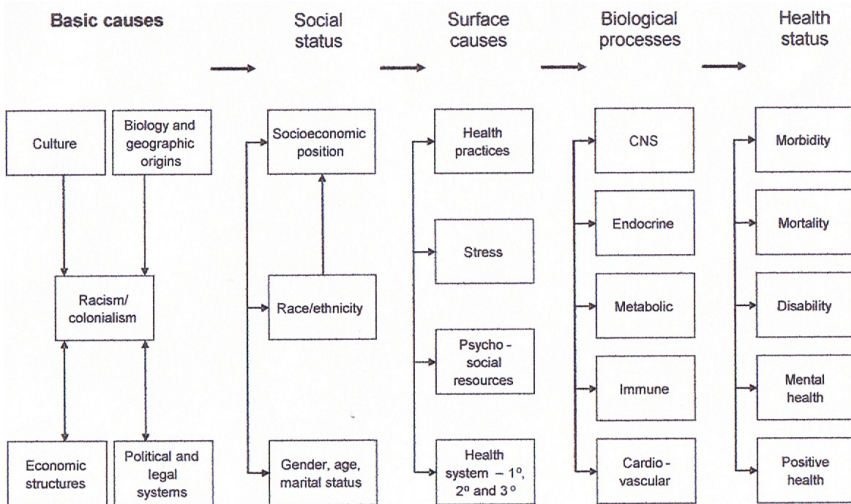 Basic causes
Social
status
Surface
causes
Biological
processes
Health
status
Culture
Biology and
geographic
origins
Racism/
colonialism
Economic
structures
Political and
legal systems
Socioeconomic
position
Race/ethnicity
Gender, age,
marital status
Health
practices
Stress
Psycho-
social
resources
Health
system – 1º,
2º and 3º
CNS
Endocrine
Metabolic
Immune
Cardio-
vascular
Morbidity
Mortality
Disability
Mental
health
Positive
health